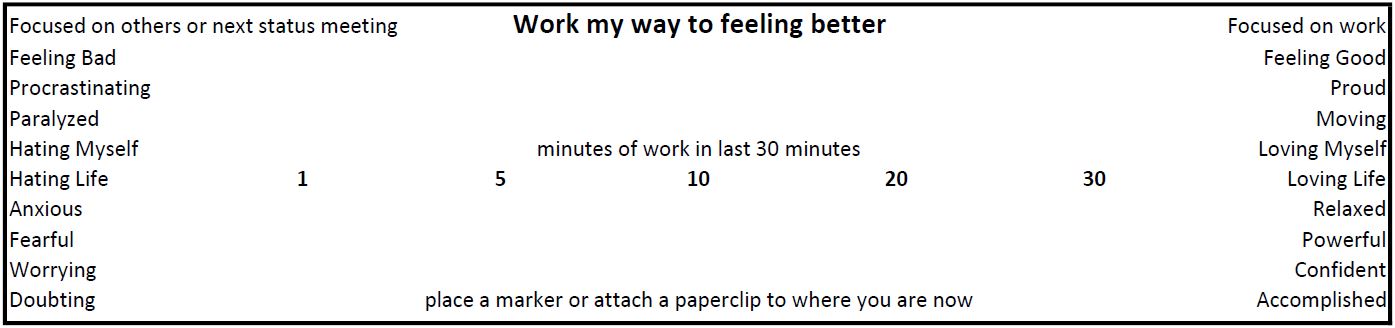 Focused on others or next status meeting Work my way to feeling better Focused on work
Feeling Bad Feeling Good
Procrastinating Proud
Paralyzed Moving
Hating Myself minutes of work in last 30 minutes Loving Myself
Hating Life 1 5 10 20 30 Loving Life
Anxious Relaxed
Fearful Powerful
Worrying Confident
Doubting place a marker or attach a paperclip to where you are now Accomplished